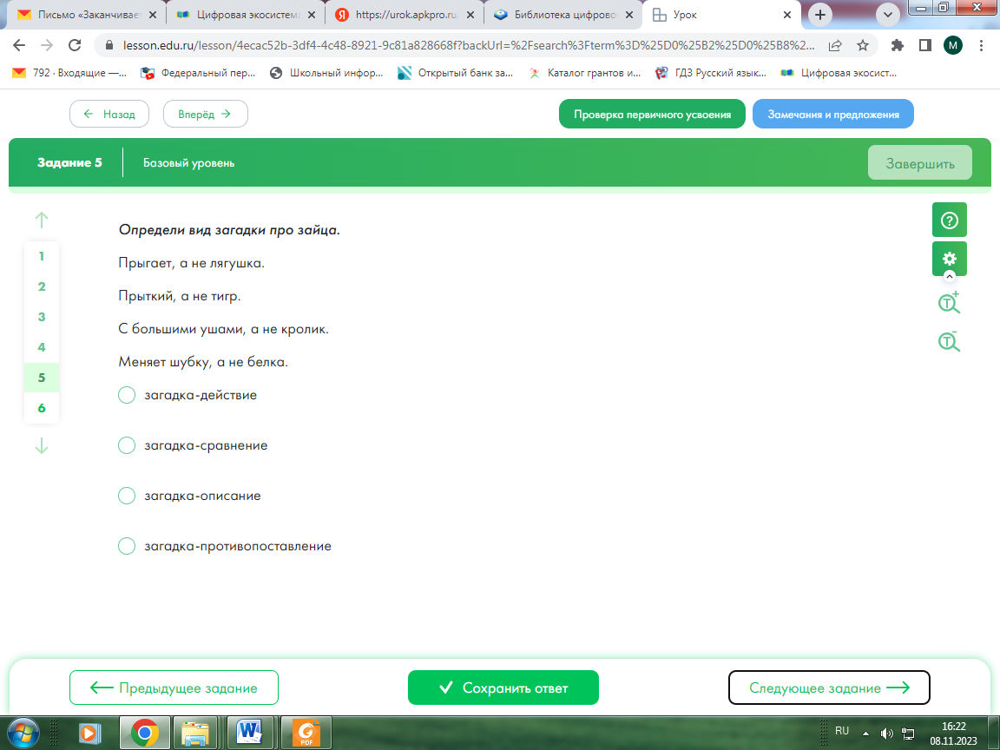 Письмо «Заканчивает
Цифровая экосистема
https://urok.apkpro.ru
Библиотека цифрово
Урок
lesson.edu.ru/lesson/4ecac52b-3df4-4c48-8921-9c81a828668f?backUrl=%2Fsearch%3Fterm%3D%25D0%25B2%25D0%25B8%2...
M
792 · Входящие —...
Федеральный пер...
Школьный инфор...
Открытый банк за...
Каталог грантов и...
ГДЗ Русский язык...
Цифровая экосист...
Назад
Вперёд
Проверка первичного усвоения
Замечания и предложения
Задание 5
Базовый уровень
Завершить
1
2
3
4
5
6
Определи вид загадки про зайца.
Прыгает, а не лягушка.
Прыткий, а не тигр.
С большими ушами, а не кролик.
Меняет шубку, а не белка.
загадка-действие
загадка-сравнение
загадка-описание
загадка-противопоставление
Предыдущее задание
Сохранить ответ
Следующее задание
RU
16:22
08.11.2023